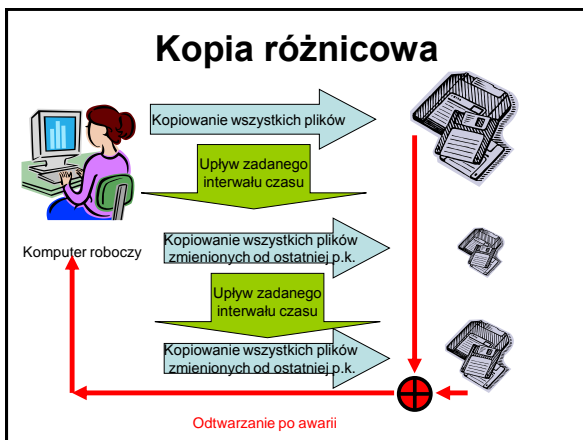 Kopia różnicowa
Kopiowanie wszystkich plików
Upływ zadanego
interwału czasu
Komputer roboczy
Kopiowanie wszystkich plików
zmienionych od ostatniej p.k.
Upływ zadanego
interwału czasu
Kopiowanie wszystkich plików
zmienionych od ostatniej p.k.
Odtwarzanie po awarii